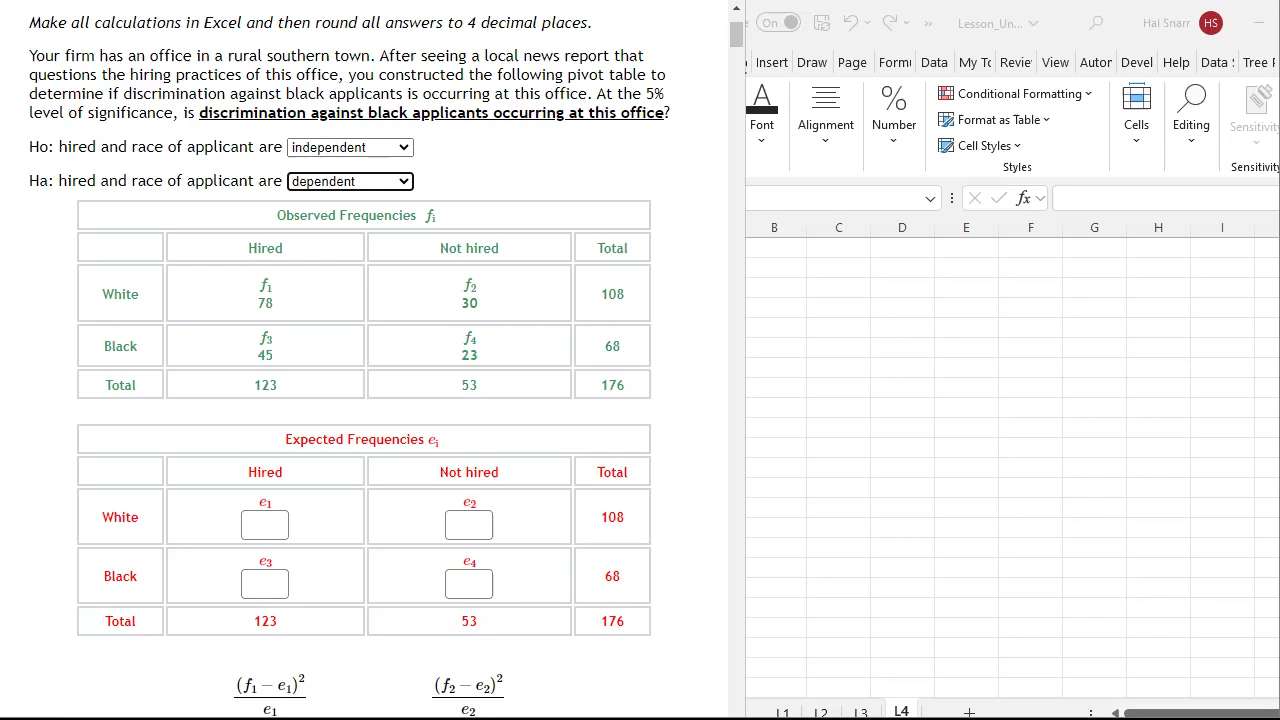 Make all calculations in Excel and then round all answers to 4 decimal places.
Your firm has an office in a rural southern town. After seeing a local news report that
questions the hiring practices of this office, you constructed the following pivot table to
determine if discrimination against black applicants is occurring at this office. At the 5%
level of significance, is discrimination against black applicants occurring at this office?
Ho: hired and race of applicant are independent
Ha: hired and race of applicant are dependent
Observed Frequencies fi
Hired Not hired Total
White f1 78 f2 30 108
Black f3 45 f4 23 68
Total 123 53 176
Expected Frequencies ei
Hired Not hired Total
White e1 e2 108
Black e3 e4 68
Total 123 53 176
(f1 − e1)² (f2 − e2)²
e1 e2
On Lesson_Un... Hal Snarr HS
Insert Draw Page Formu Data My To Revie View Autor Devel Help Data Tree F
Font Alignment Number
Conditional Formatting
Format as Table
Cell Styles
Styles
Cells Editing Sensitivity
Sensitivity
fx
B C D E F G H I
L1 L2 L3 L4 +